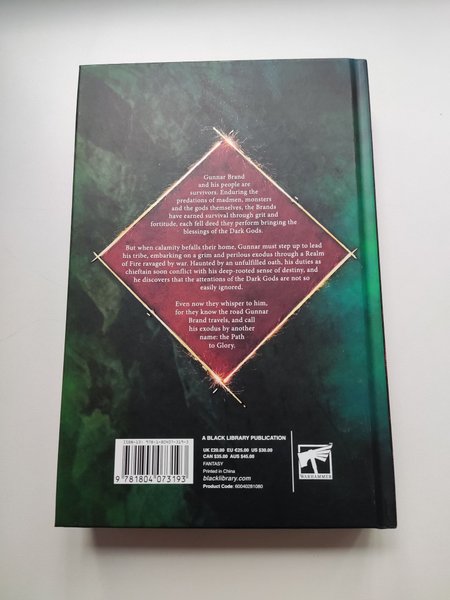 Gunnar Brand
and his people are
survivors. Enduring the
predations of madmen, monsters
and the gods themselves, the Brands
have earned survival through grit and
fortitude, each fell deed they perform bringing the
blessings of the Dark Gods.
But when calamity befalls their home, Gunnar must step up to lead
his tribe, embarking on a grim and perilous exodus through a Realm
of Fire ravaged by war. Haunted by an unfulfilled oath, his duties as
chieftain soon conflict with his deep-rooted sense of destiny, and
he discovers that the attentions of the Dark Gods are not so
easily ignored.
Even now they whisper to him,
for they know the road Gunnar
Brand travels, and call
his exodus by another
name: the Path
to Glory.
ISBN-13: 978-1-80407-319-3
9 781804 073193
A BLACK LIBRARY PUBLICATION
UK £20.00 EU €25.00 US $30.00
CAN $35.00 AUS $45.00
FANTASY
Printed in China
blacklibrary.com
Product Code: 60040281080
WARHAMMER